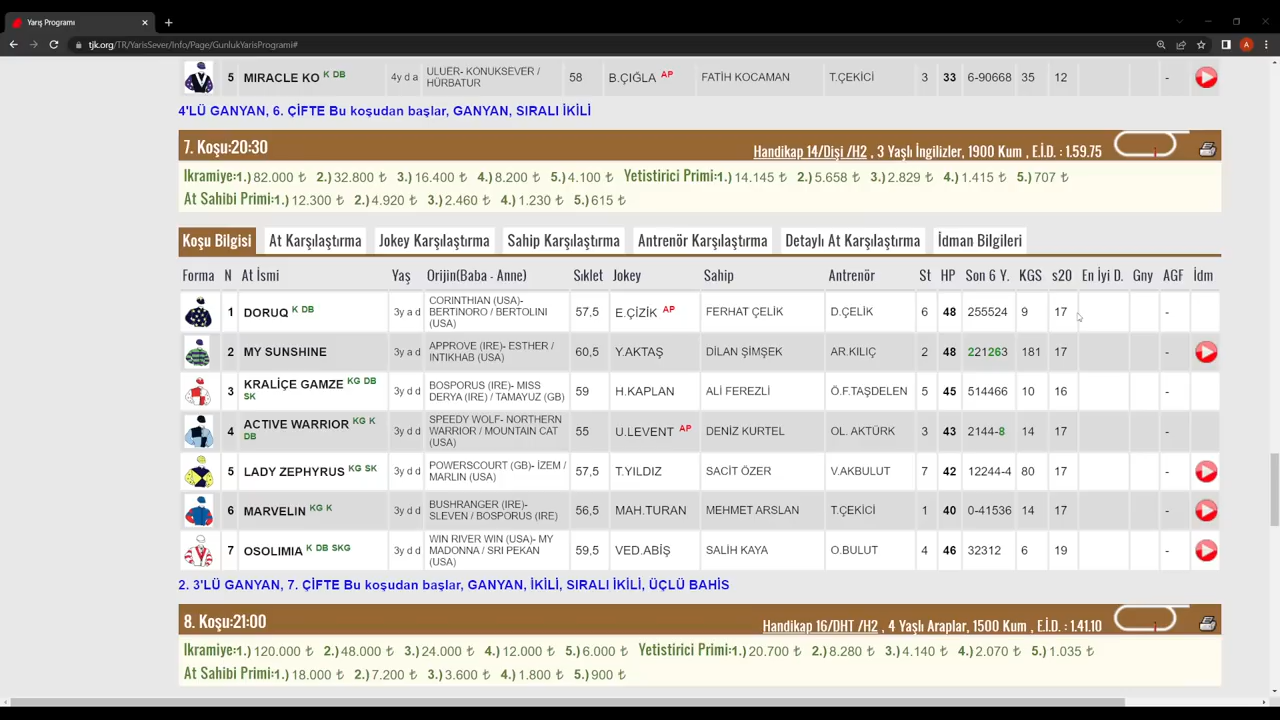 Yarış Programı
tjk.org/TR/YarisSever/Info/Page/GunlukYarisProgrami#
A
5 MIRACLE KO K DB 4y d a ULUER- KONUKSEVER / HÜRBATUR 58 B.ÇIĞLA AP FATİH KOCAMAN T.ÇEKİCİ 3 33 6-90668 35 12 -
4'LÜ GANYAN, 6. ÇİFTE Bu koşudan başlar, GANYAN, SIRALI İKİLİ
7. Koşu:20:30 Handikap 14/Dişi /H2 , 3 Yaşlı İngilizler, 1900 Kum , E.İ.D. : 1.59.75
Ikramiye:1.) 82.000 ₺ 2.) 32.800 ₺ 3.) 16.400 ₺ 4.) 8.200 ₺ 5.) 4.100 ₺ Yetistirici Primi:1.) 14.145 ₺ 2.) 5.658 ₺ 3.) 2.829 ₺ 4.) 1.415 ₺ 5.) 707 ₺
At Sahibi Primi:1.) 12.300 ₺ 2.) 4.920 ₺ 3.) 2.460 ₺ 4.) 1.230 ₺ 5.) 615 ₺
Koşu Bilgisi At Karşılaştırma Jokey Karşılaştırma Sahip Karşılaştırma Antrenör Karşılaştırma Detaylı At Karşılaştırma İdman Bilgileri
Forma N At İsmi Yaş Orijin(Baba - Anne) Sıklet Jokey Sahip Antrenör St HP Son 6 Y. KGS s20 En İyi D. Gny AGF İdm
1 DORUQ K DB 3y d d CORINTHIAN (USA)- BERTINORO / BERTOLINI (USA) 57,5 E.ÇİZİK AP FERHAT ÇELİK D.ÇELİK 6 48 255524 9 17 -
2 MY SUNSHINE 3y a d APPROVE (IRE)- ESTHER / INTIKHAB (USA) 60,5 Y.AKTAŞ DİLAN ŞİMŞEK AR.KILIÇ 2 48 221263 181 17 -
3 KRALİÇE GAMZE KG DB SK 3y d d BOSPORUS (IRE)- MISS DERYA (IRE) / TAMAYUZ (GB) 59 H.KAPLAN ALİ FEREZLİ Ö.F.TAŞDELEN 5 45 514466 10 16 -
4 ACTIVE WARRIOR KG K DB 3y d d SPEEDY WOLF- NORTHERN WARRIOR / MOUNTAIN CAT (USA) 55 U.LEVENT AP DENİZ KURTEL OL. AKTÜRK 3 43 2144-8 14 17 -
5 LADY ZEPHYRUS KG SK 3y d d POWERSCOURT (GB)- İZEM / MARLIN (USA) 57,5 T.YILDIZ SACİT ÖZER V.AKBULUT 7 42 12244-4 80 17 -
6 MARVELIN KG K 3y d d BUSHRANGER (IRE)- SLEVEN / BOSPORUS (IRE) 56,5 MAH.TURAN MEHMET ARSLAN T.ÇEKİCİ 1 40 0-41536 14 17 -
7 OSOLIMIA K DB SKG 3y d d WIN RIVER WIN (USA)- MY MADONNA / SRI PEKAN (USA) 59,5 VED.ABİŞ SALİH KAYA O.BULUT 4 46 32312 6 19 -
2. 3'LÜ GANYAN, 7. ÇİFTE Bu koşudan başlar, GANYAN, İKİLİ, SIRALI İKİLİ, ÜÇLÜ BAHİS
8. Koşu:21:00 Handikap 16/DHT /H2 , 4 Yaşlı Araplar, 1500 Kum , E.İ.D. : 1.41.10
Ikramiye:1.) 120.000 ₺ 2.) 48.000 ₺ 3.) 24.000 ₺ 4.) 12.000 ₺ 5.) 6.000 ₺ Yetistirici Primi:1.) 20.700 ₺ 2.) 8.280 ₺ 3.) 4.140 ₺ 4.) 2.070 ₺ 5.) 1.035 ₺
At Sahibi Primi:1.) 18.000 ₺ 2.) 7.200 ₺ 3.) 3.600 ₺ 4.) 1.800 ₺ 5.) 900 ₺